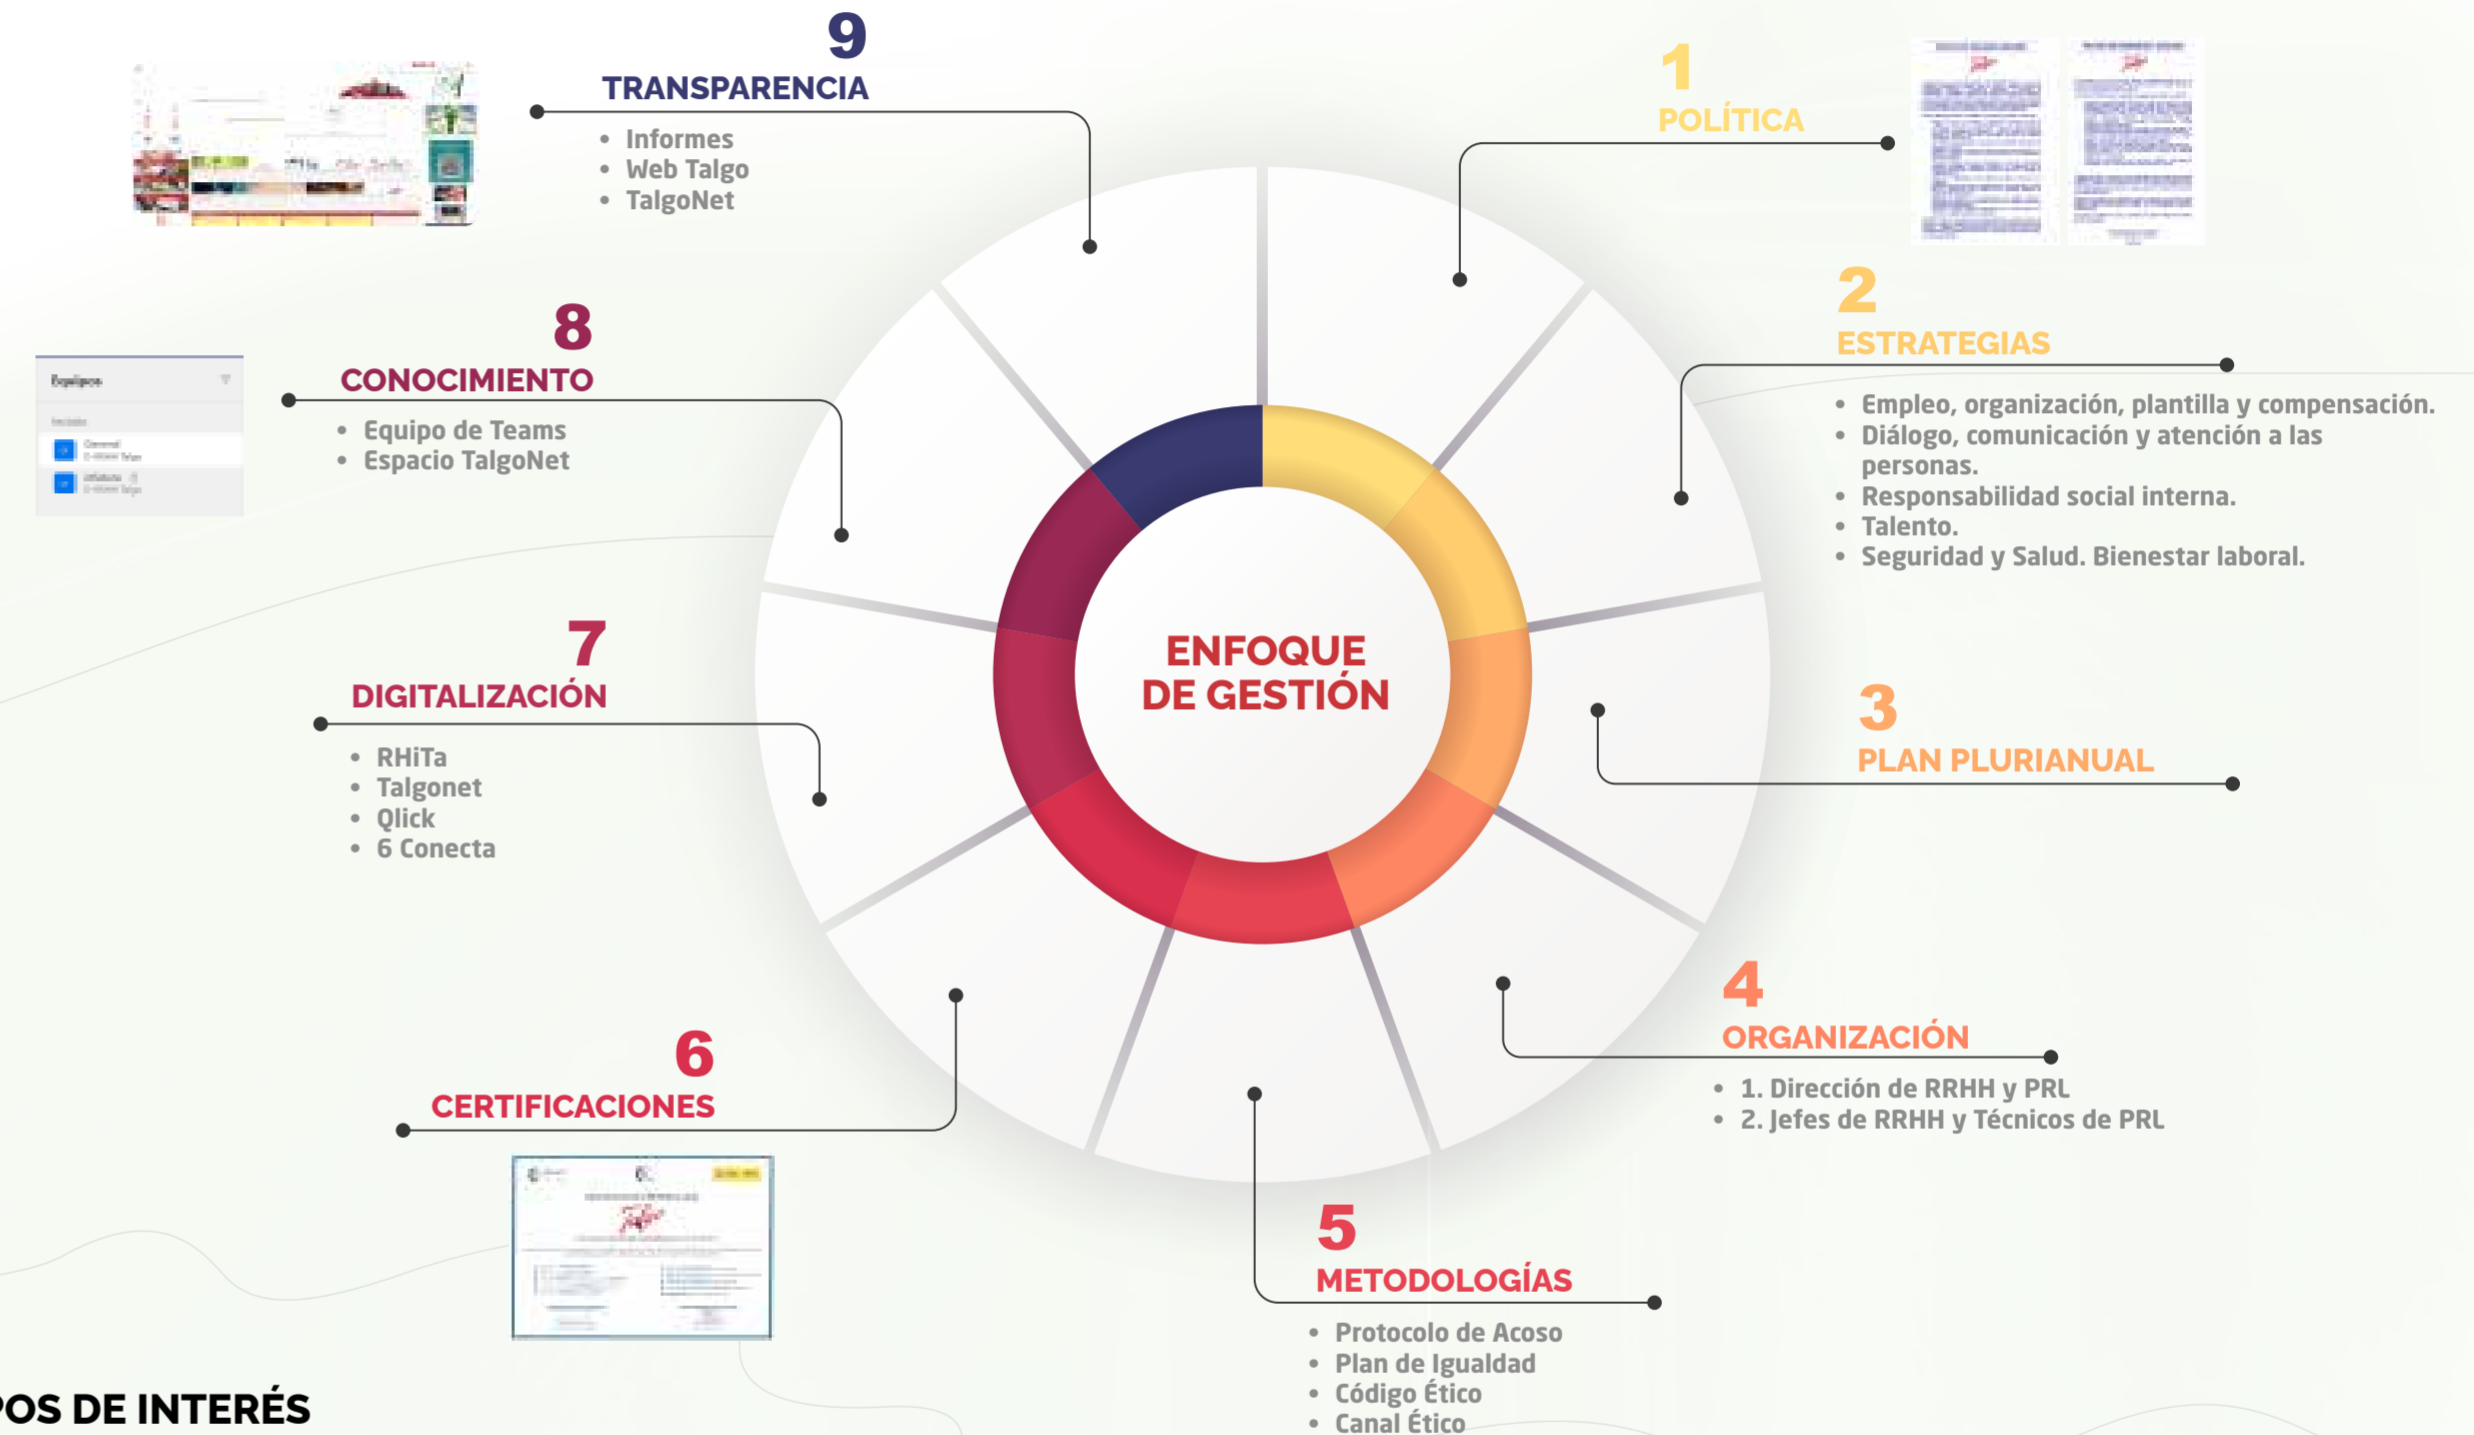 9
TRANSPARENCIA
• Informes
• Web Talgo
• TalgoNet
1
POLÍTICA
2
ESTRATEGIAS
• Empleo, organización, plantilla y compensación.
• Diálogo, comunicación y atención a las
personas.
• Responsabilidad social interna.
• Talento.
• Seguridad y Salud. Bienestar laboral.
8
CONOCIMIENTO
• Equipo de Teams
• Espacio TalgoNet
Equipos
General
ENFOQUE
DE GESTIÓN
7
DIGITALIZACIÓN
• RHiTa
• Talgonet
• Qlick
• 6 Conecta
3
PLAN PLURIANUAL
4
ORGANIZACIÓN
• 1. Dirección de RRHH y PRL
• 2. Jefes de RRHH y Técnicos de PRL
6
CERTIFICACIONES
Talgo
5
METODOLOGÍAS
• Protocolo de Acoso
• Plan de Igualdad
• Código Ético
• Canal Ético
POS DE INTERÉS